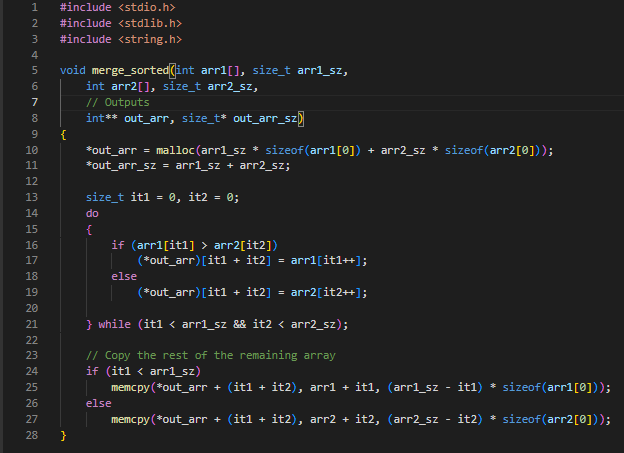 1 #include <stdio.h>
2 #include <stdlib.h>
3 #include <string.h>
4
5 void merge_sorted(int arr1[], size_t arr1_sz,
6     int arr2[], size_t arr2_sz,
7     // Outputs
8     int** out_arr, size_t* out_arr_sz)
9 {
10     *out_arr = malloc(arr1_sz * sizeof(arr1[0]) + arr2_sz * sizeof(arr2[0]));
11     *out_arr_sz = arr1_sz + arr2_sz;
12
13     size_t it1 = 0, it2 = 0;
14     do
15     {
16         if (arr1[it1] > arr2[it2])
17             (*out_arr)[it1 + it2] = arr1[it1++];
18         else
19             (*out_arr)[it1 + it2] = arr2[it2++];
20
21     } while (it1 < arr1_sz && it2 < arr2_sz);
22
23     // Copy the rest of the remaining array
24     if (it1 < arr1_sz)
25         memcpy(*out_arr + (it1 + it2), arr1 + it1, (arr1_sz - it1) * sizeof(arr1[0]));
26     else
27         memcpy(*out_arr + (it1 + it2), arr2 + it2, (arr2_sz - it2) * sizeof(arr2[0]));
28 }